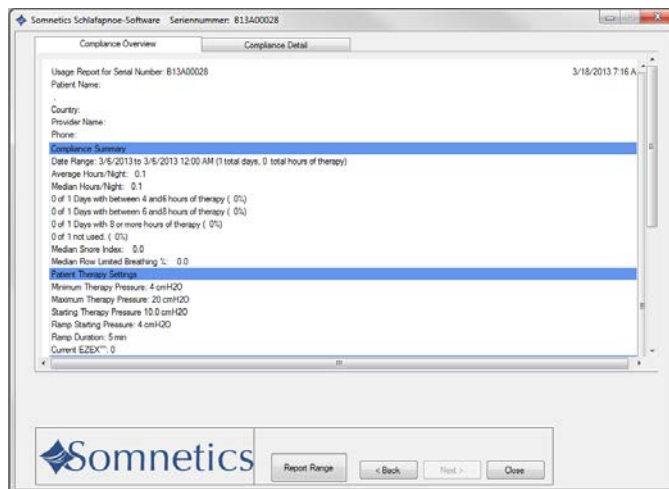 Somnetics Schlafapnoe-Software Seriennummer: B13A00028
Compliance Overview Compliance Detail
Usage Report for Serial Number: B13A00028 3/18/2013 7:16 A
Patient Name:
.
Country:
Provider Name:
Phone:
Compliance Summary
Date Range: 3/6/2013 to 3/6/2013 12:00 AM (1 total days, 0 total hours of therapy)
Average Hours/Night: 0.1
Median Hours/Night: 0.1
0 of 1 Days with between 4 and6 hours of therapy ( 0%)
0 of 1 Days with between 6 and8 hours of therapy ( 0%)
0 of 1 Days with 8 or more hours of therapy ( 0%)
0 of 1 not used. ( 0%)
Median Snore Index: 0.0
Median Flow Limited Breathing %: 0.0
Patient Therapy Settings
Minimum Therapy Pressure: 4 cmH2O
Maximum Therapy Pressure: 20 cmH2O
Starting Therapy Pressure 10.0 cmH2O
Ramp Starting Pressure: 4 cmH2O
Ramp Duration: 5 min
Current EZEX™: 0
Somnetics Report Range < Back Next > Close